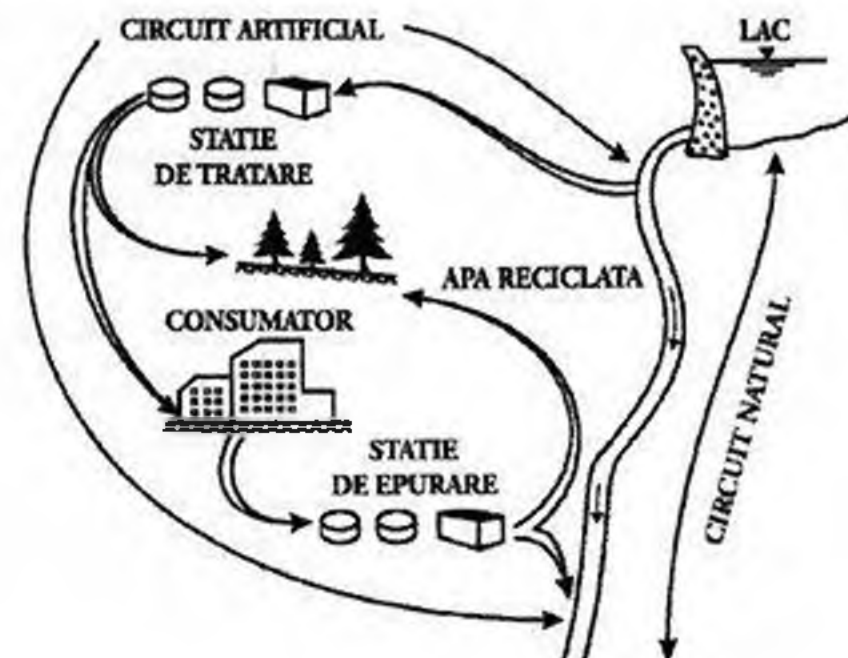 CIRCUIT ARTIFICIAL
LAC
STATIE
DE TRATARE
APA RECICLATA
CONSUMATOR
CIRCUIT NATURAL
STATIE
DE EPURARE